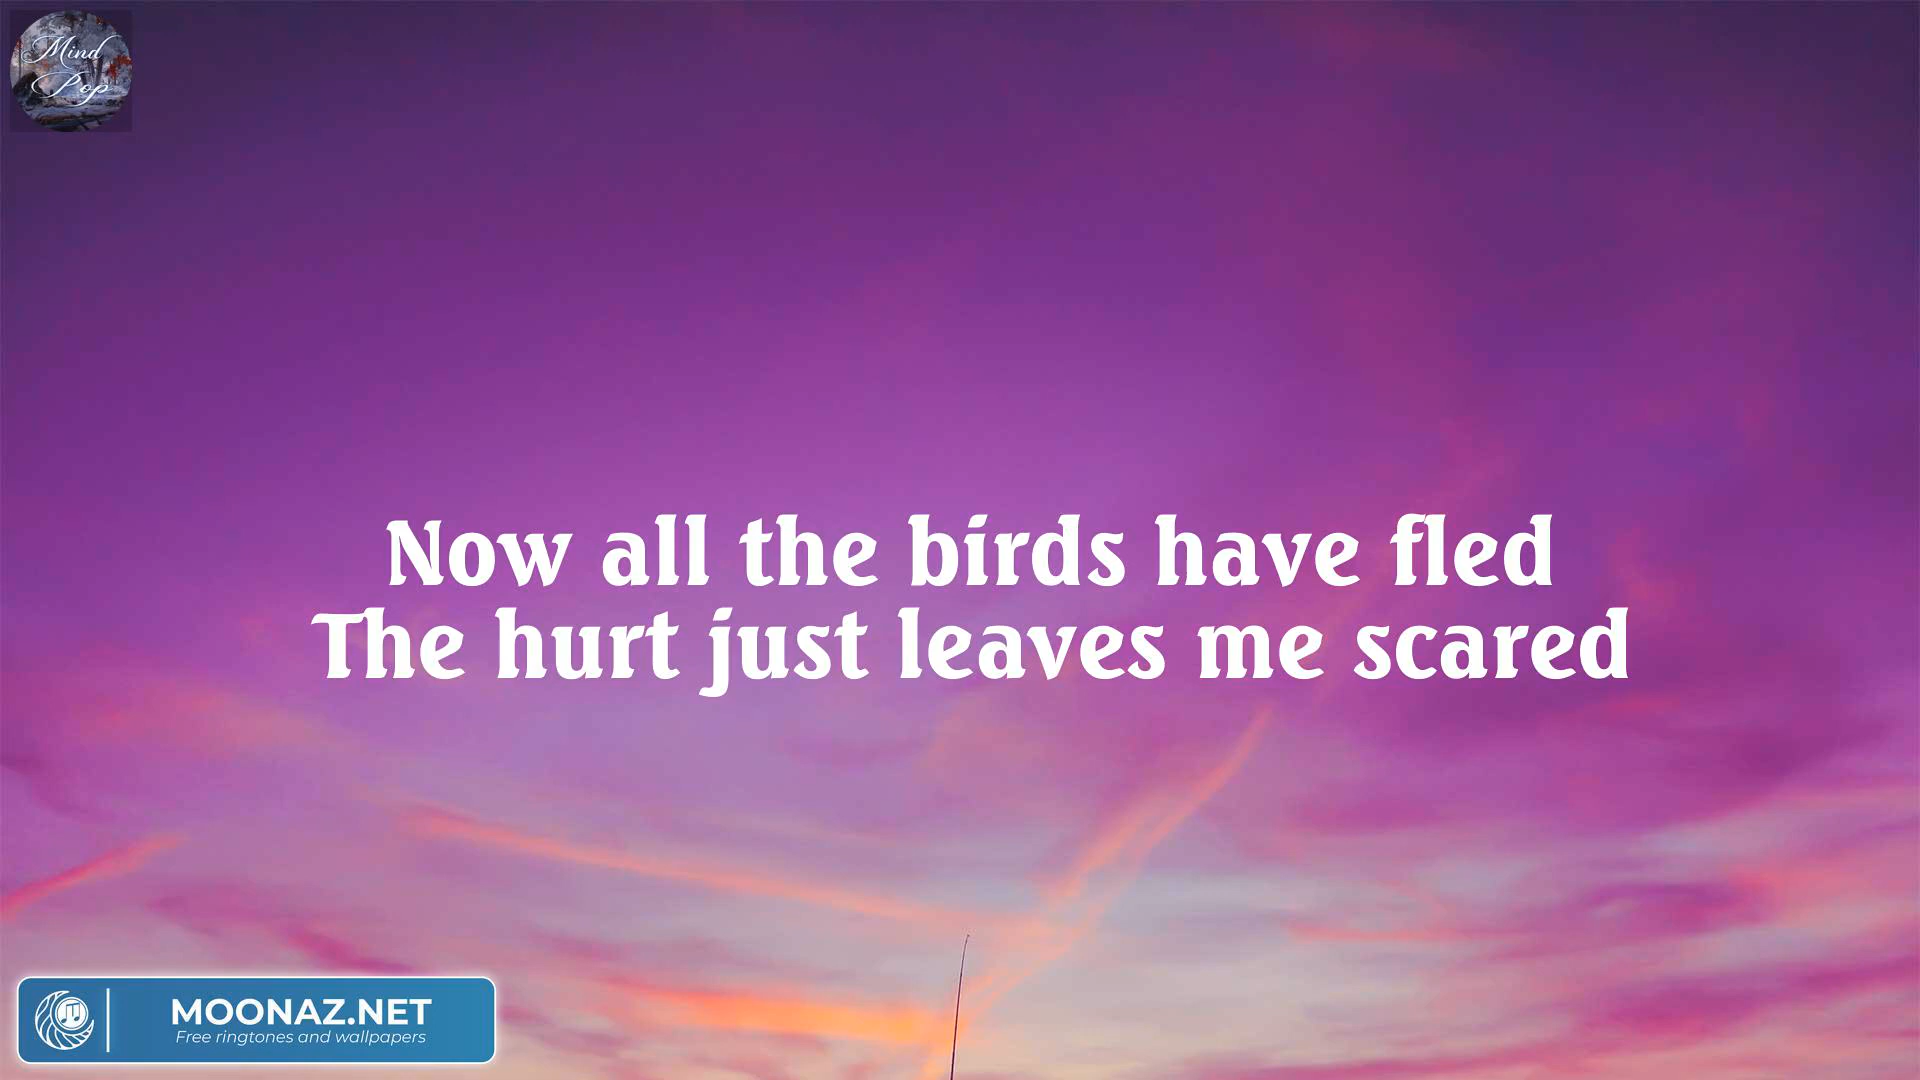 Mind
Pop
Now all the birds have fled
The hurt just leaves me scared
MOONAZ.NET
Free ringtones and wallpapers